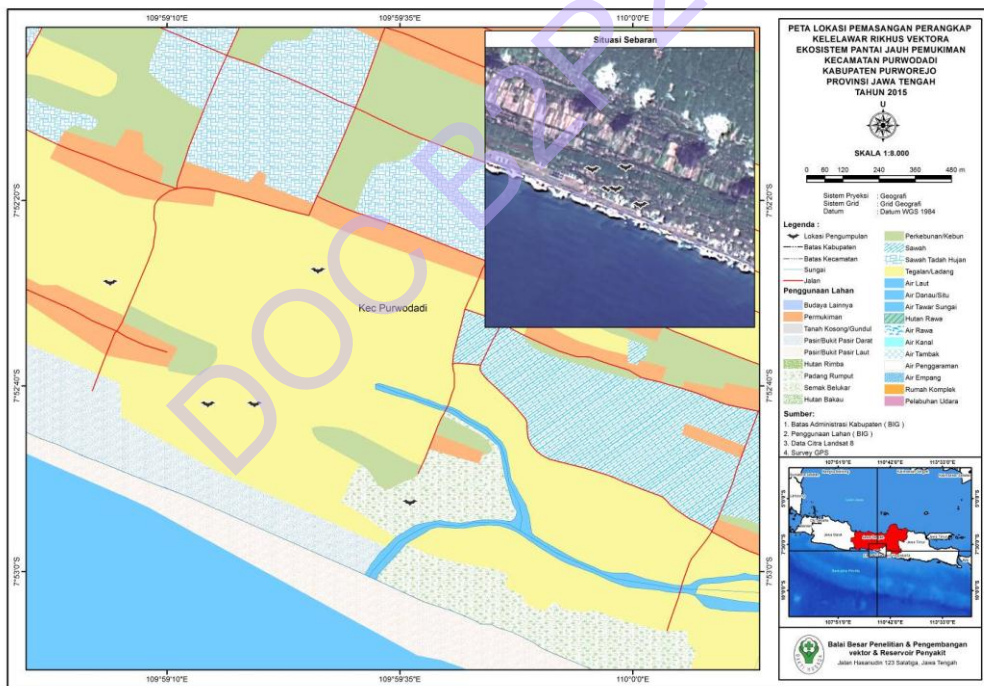 109°59'10"E 109°59'35"E 110°0'0"E
7°52'20"S 7°52'20"S
7°52'40"S 7°52'40"S
7°53'0"S 7°53'0"S
109°59'10"E 109°59'35"E 110°0'0"E
Situasi Sebaran
Kec Purwodadi
DOC B2P2
PETA LOKASI PEMASANGAN PERANGKAP
KELELAWAR RIKHUS VEKTORA
EKOSISTEM PANTAI JAUH PEMUKIMAN
KECAMATAN PURWODADI
KABUPATEN PURWOREJO
PROVINSI JAWA TENGAH
TAHUN 2015
U
SKALA 1:8.000
0 60 120 240 360 480 m
Sistem Proyeksi : Geografi
Sistem Grid : Grid Geografi
Datum : Datum WGS 1984
Legenda :
Lokasi Pengumpulan
Batas Kabupaten
Batas Kecamatan
Sungai
Jalan
Penggunaan Lahan
Budaya Lainnya
Permukiman
Tanah Kosong/Gundul
Pasir/Bukit Pasir Darat
Pasir/Bukit Pasir Laut
Hutan Rimba
Padang Rumput
Semak Belukar
Hutan Bakau
Perkebunan/Kebun
Sawah
Sawah Tadah Hujan
Tegalan/Ladang
Air Laut
Air Danau/Situ
Air Tawar Sungai
Hutan Rawa
Air Rawa
Air Kanal
Air Tambak
Air Penggaraman
Air Empang
Rumah Komplek
Pelabuhan Udara
Sumber:
1. Batas Administrasi Kabupaten ( BIG )
2. Penggunaan Lahan ( BIG )
3. Data Citra Landsat 8
4. Survey GPS
Jawa Barat
Jawa Timur
Balai Besar Penelitian & Pengembangan
vektor & Reservoir Penyakit
Jalan Hasanudin 123 Salatiga, Jawa Tengah